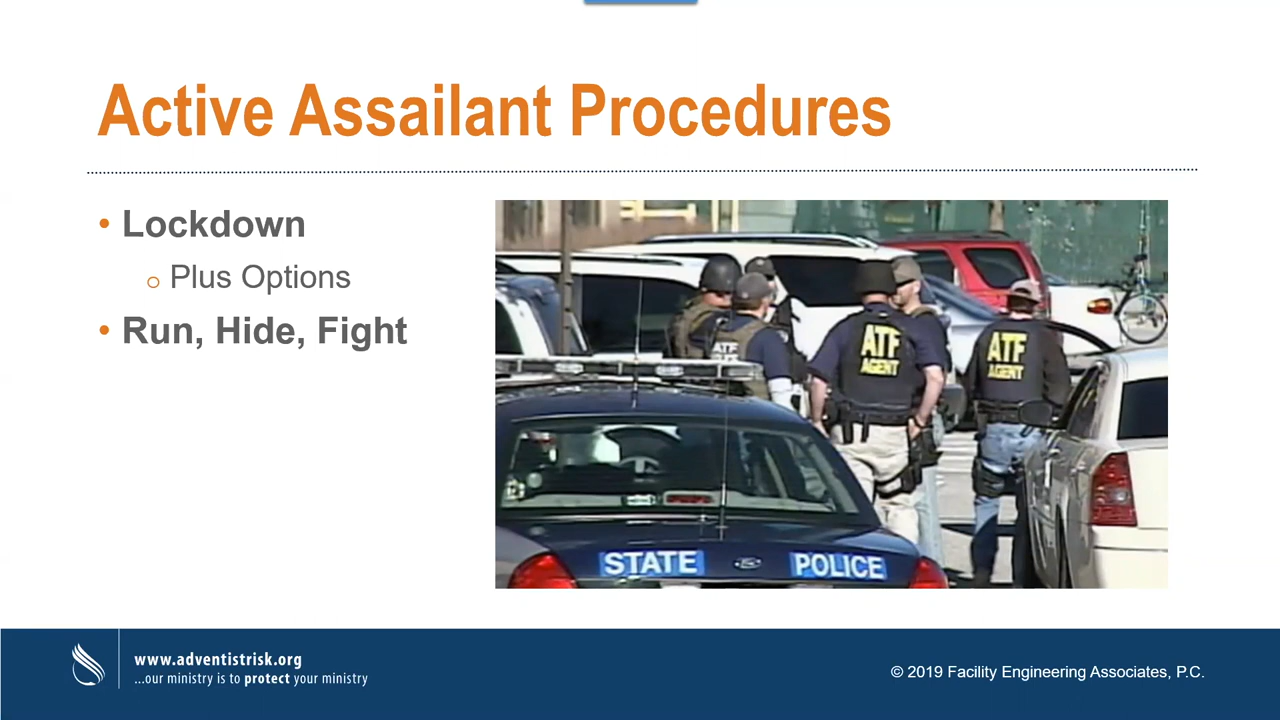 Active Assailant Procedures
• Lockdown
o Plus Options
• Run, Hide, Fight
ATF
ATF
AGENT
ATF
AGENT
STATE POLICE
www.adventistrisk.org
...our ministry is to protect your ministry
© 2019 Facility Engineering Associates, P.C.